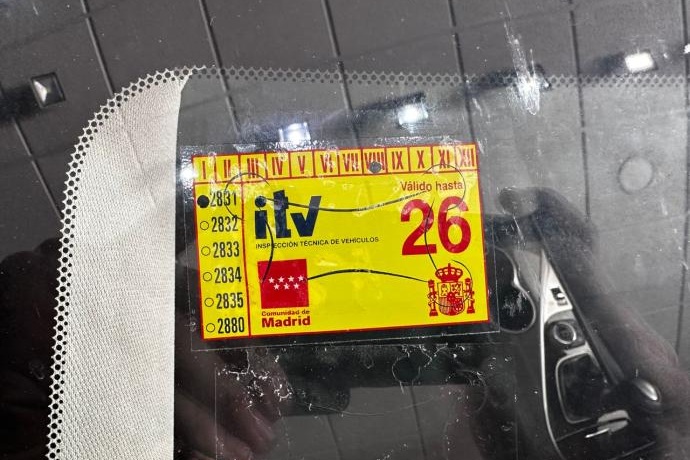 I II III IV V VI VII VIII IX X XI XII
2831
2832
2833
2834
2835
2880
itv
INSPECCIÓN TÉCNICA DE VEHÍCULOS
Válido hasta
26
Comunidad de
Madrid